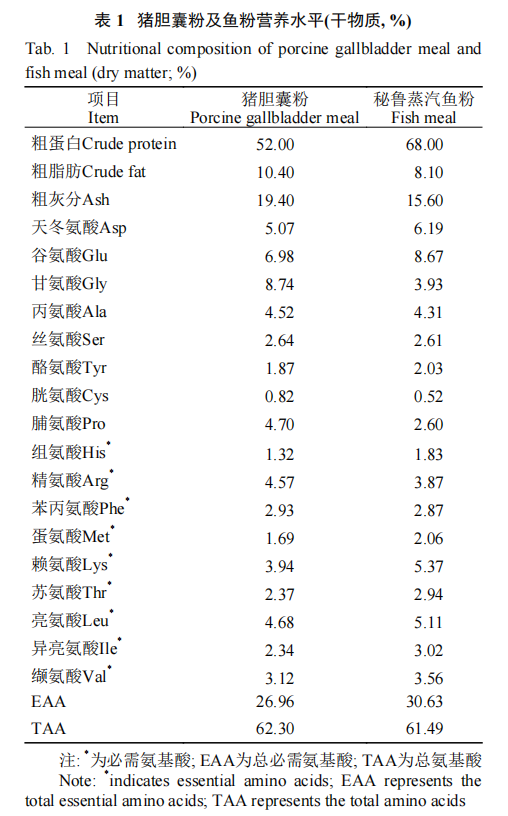 表 1 猪胆囊粉及鱼粉营养水平(干物质, %)
Tab. 1 Nutritional composition of porcine gallbladder meal and
fish meal (dry matter; %)
项目 猪胆囊粉 秘鲁蒸汽鱼粉
Item Porcine gallbladder meal Fish meal
粗蛋白Crude protein 52.00 68.00
粗脂肪Crude fat 10.40 8.10
粗灰分Ash 19.40 15.60
天冬氨酸Asp 5.07 6.19
谷氨酸Glu 6.98 8.67
甘氨酸Gly 8.74 3.93
丙氨酸Ala 4.52 4.31
丝氨酸Ser 2.64 2.61
酪氨酸Tyr 1.87 2.03
胱氨酸Cys 0.82 0.52
脯氨酸Pro 4.70 2.60
组氨酸His♦ 1.32 1.83
精氨酸Arg♦ 4.57 3.87
苯丙氨酸Phe♦ 2.93 2.87
蛋氨酸Met♦ 1.69 2.06
赖氨酸Lys♦ 3.94 5.37
苏氨酸Thr♦ 2.37 2.94
亮氨酸Leu♦ 4.68 5.11
异亮氨酸Ile♦ 2.34 3.02
缬氨酸Val♦ 3.12 3.56
EAA 26.96 30.63
TAA 62.30 61.49
注: ♦为必需氨基酸; EAA为总必需氨基酸; TAA为总氨基酸
Note: ♦indicates essential amino acids; EAA represents the
total essential amino acids; TAA represents the total amino acids